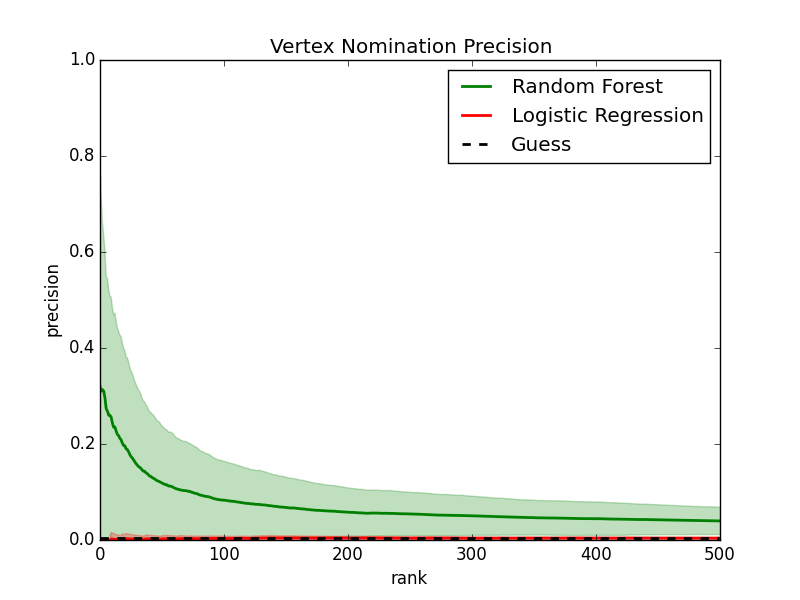 Vertex Nomination Precision
1.0
0.8
0.6
0.4
0.2
0.0
precision
Random Forest
Logistic Regression
Guess
0
100
200
300
400
500
rank